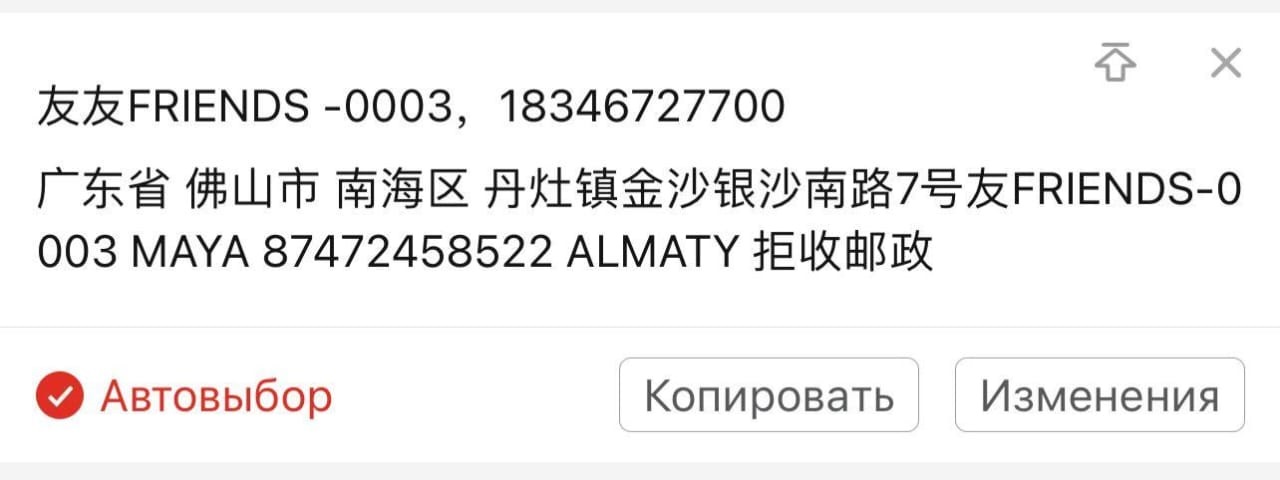 友友FRIENDS -0003，18346727700
广东省 佛山市 南海区 丹灶镇金沙银沙南路7号友FRIENDS-0
003 MAYA 87472458522 ALMATY 拒收邮政
Автовыбор
Копировать
Изменения